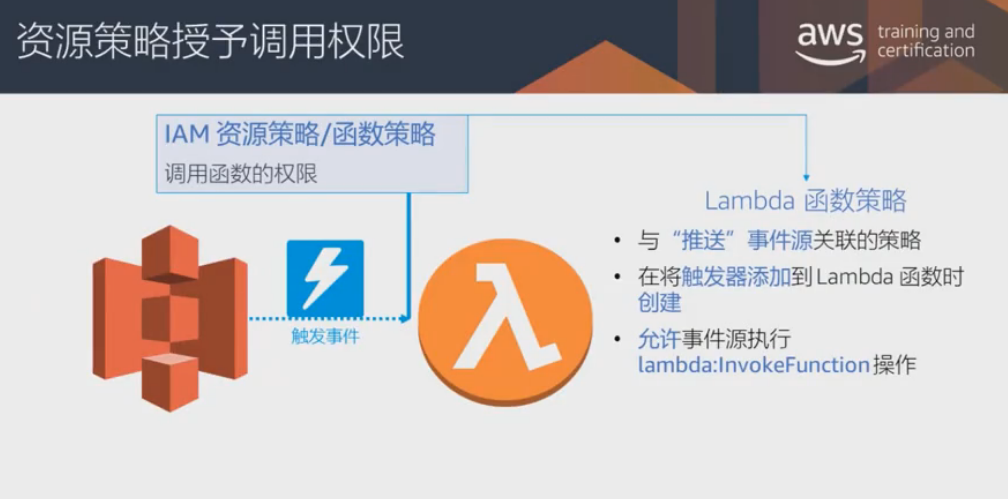 资源策略授予调用权限
aws training and
certification
IAM 资源策略/函数策略
调用函数的权限
触发事件
Lambda 函数策略
• 与“推送”事件源关联的策略
• 在将触发器添加到 Lambda 函数时
创建
• 允许事件源执行
lambda:InvokeFunction 操作